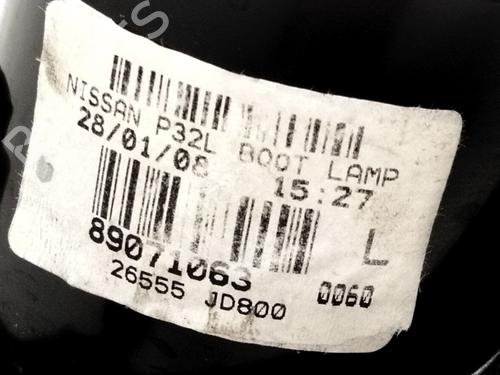 NISSAN P32L BOOT LAMP
28/01/08 15:27
89071063 L
26555 JD800 0060